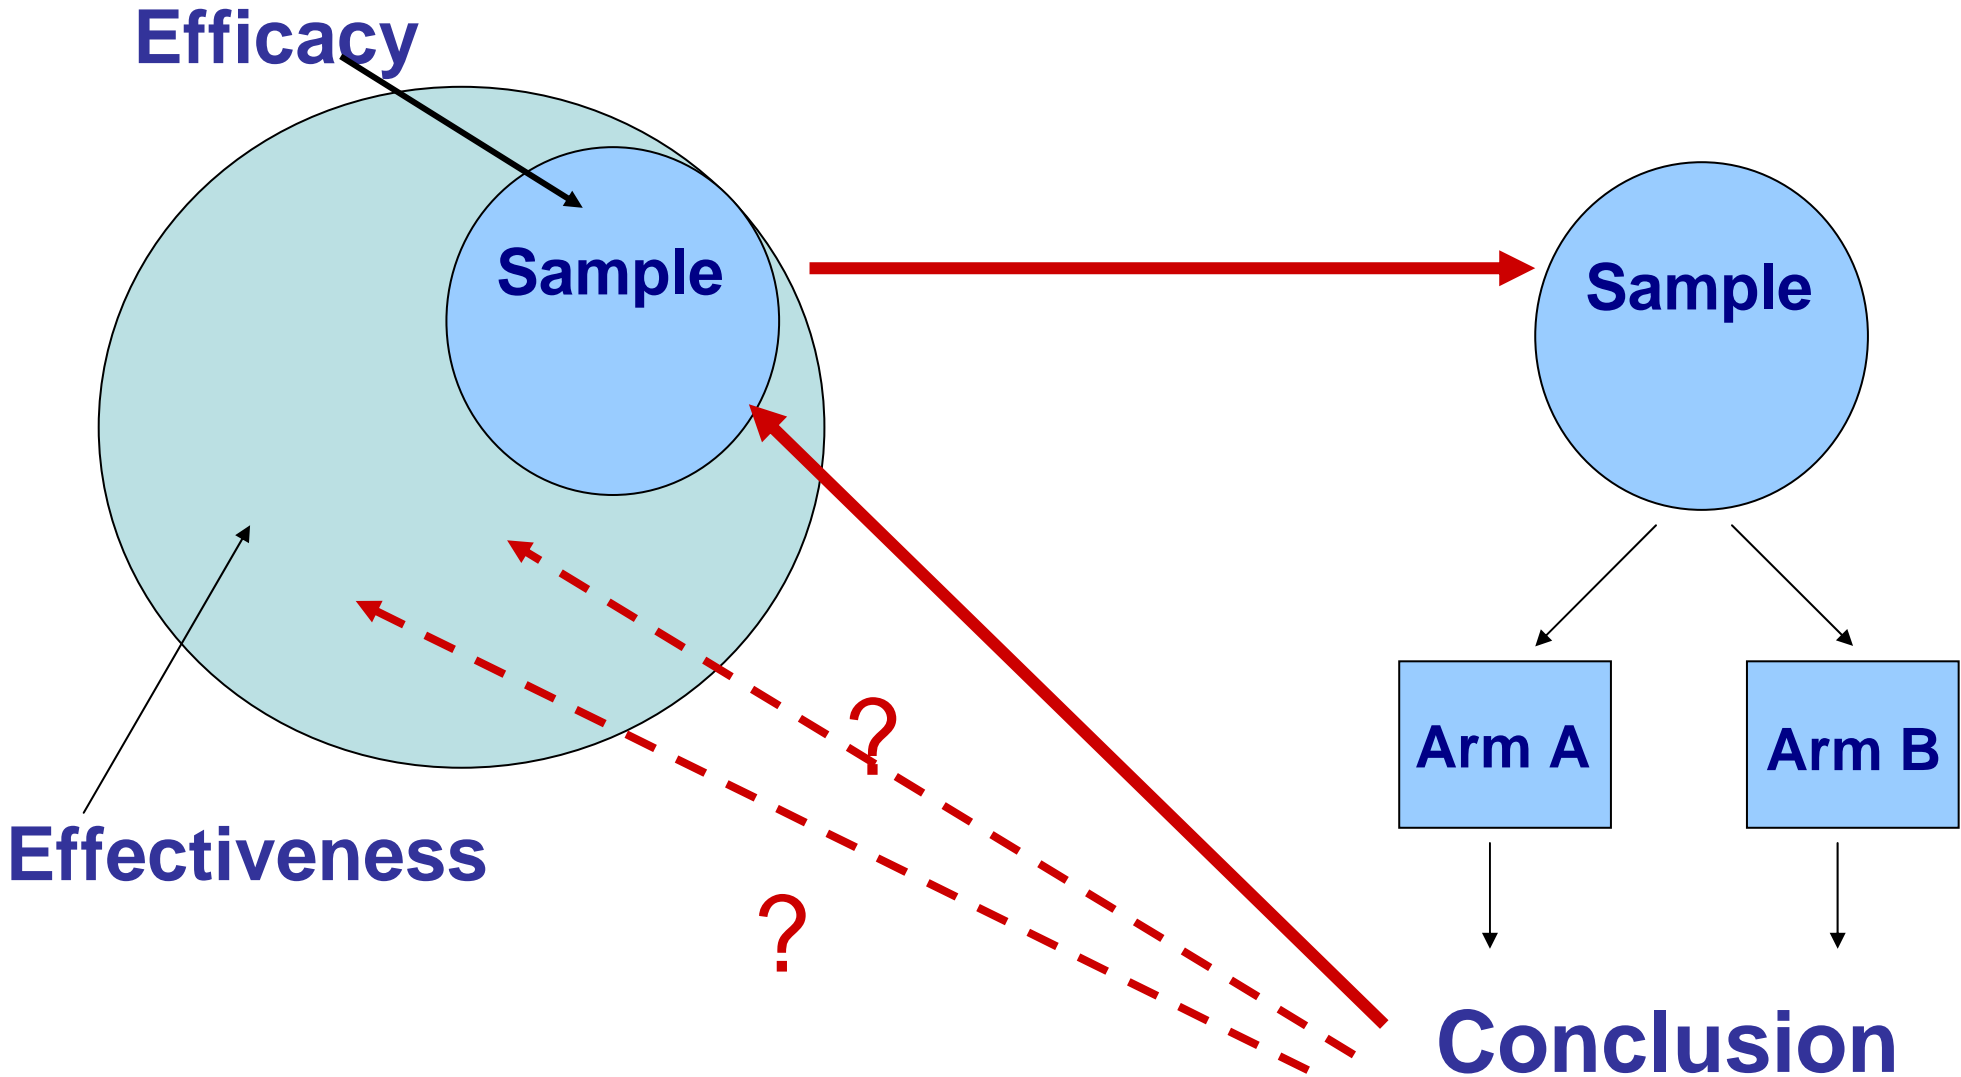 Efficacy
Sample
Sample
Arm A
Arm B
?
Effectiveness
?
Conclusion